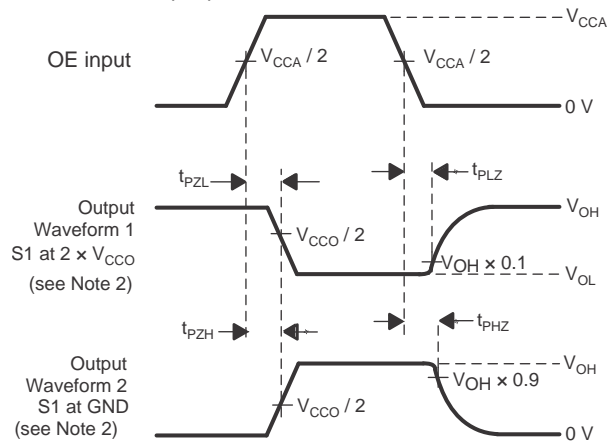 V_CCA
OE input
V_CCA / 2
V_CCA / 2
0 V
t_PZL
t_PLZ
Output
Waveform 1
S1 at 2 × V_CCO
(see Note 2)
V_CCO / 2
V_OH
V_OH × 0.1
V_OL
t_PZH
t_PHZ
Output
Waveform 2
S1 at GND
(see Note 2)
V_CCO / 2
V_OH
V_OH × 0.9
0 V